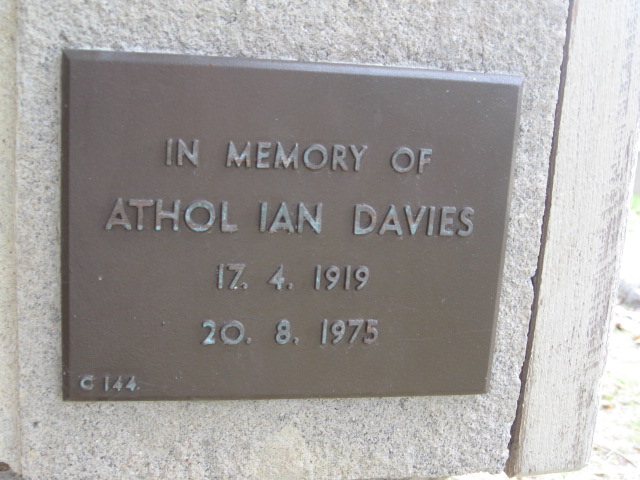 IN MEMORY OF
ATHOL IAN DAVIES
17. 4. 1919
20. 8. 1975
C 144